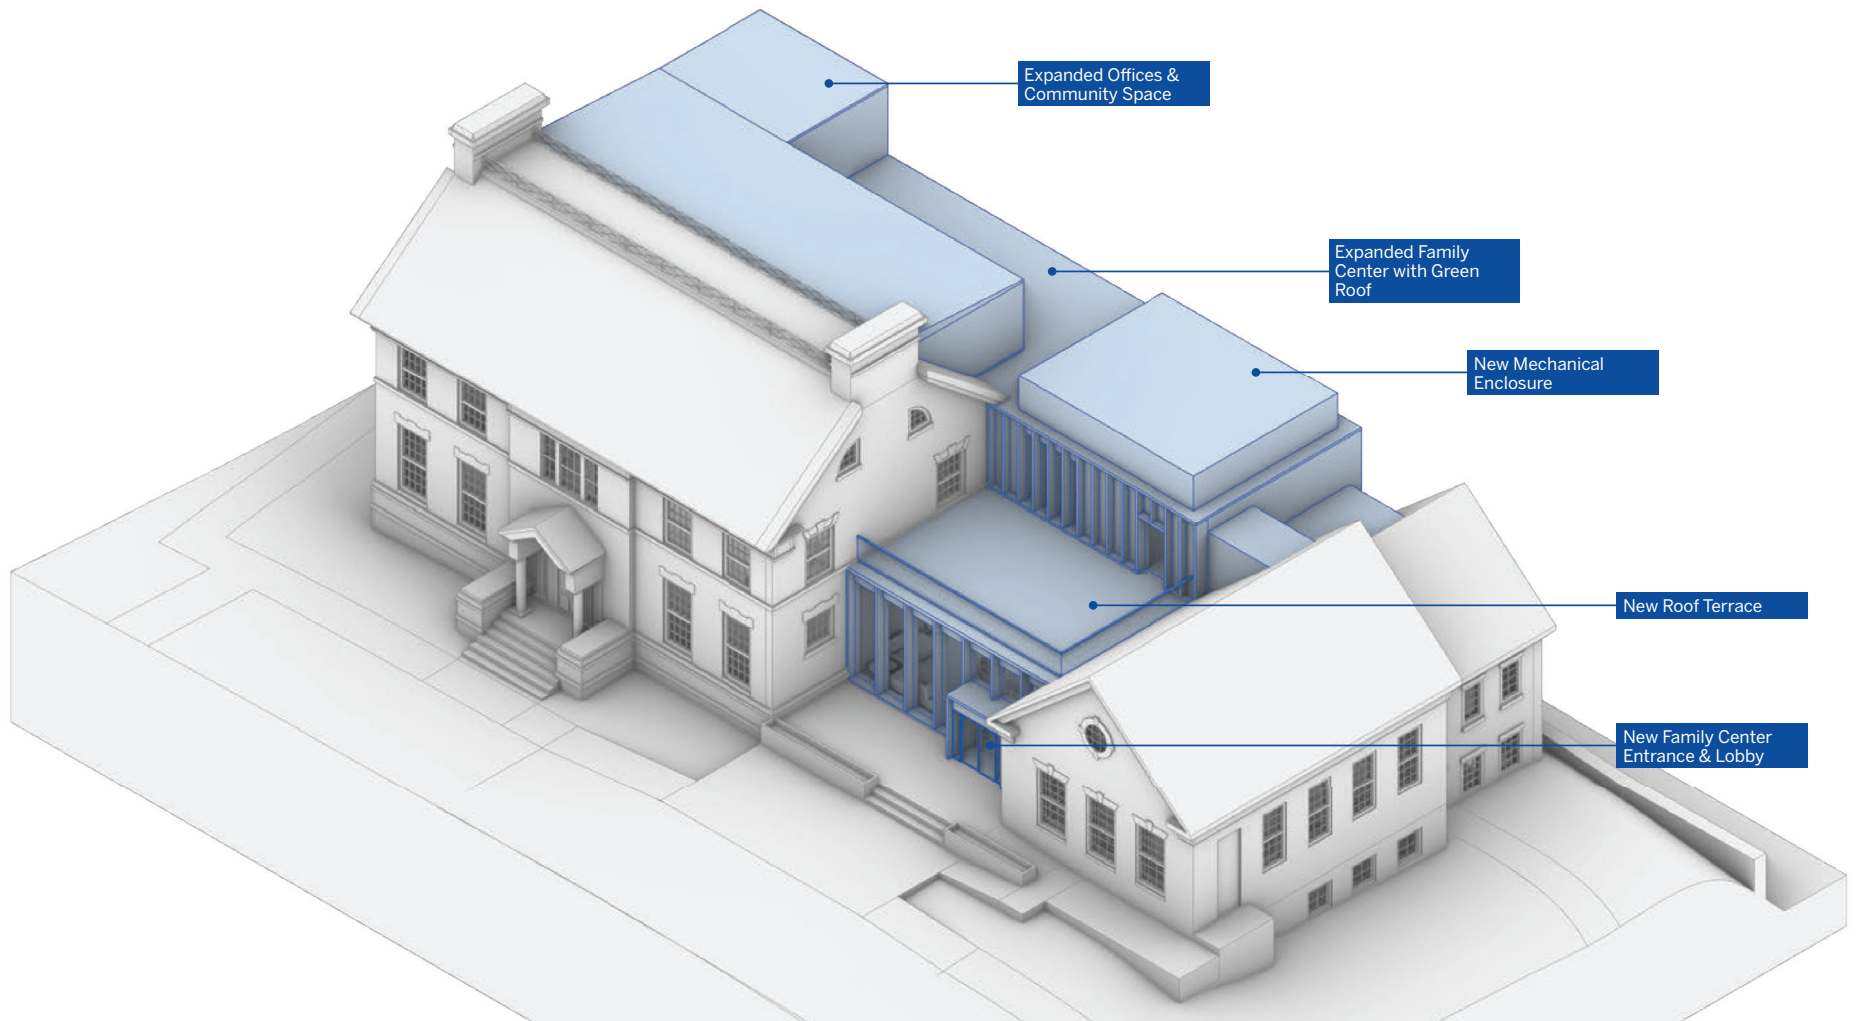 Expanded Offices &
Community Space
Expanded Family
Center with Green
Roof
New Mechanical
Enclosure
New Roof Terrace
New Family Center
Entrance & Lobby